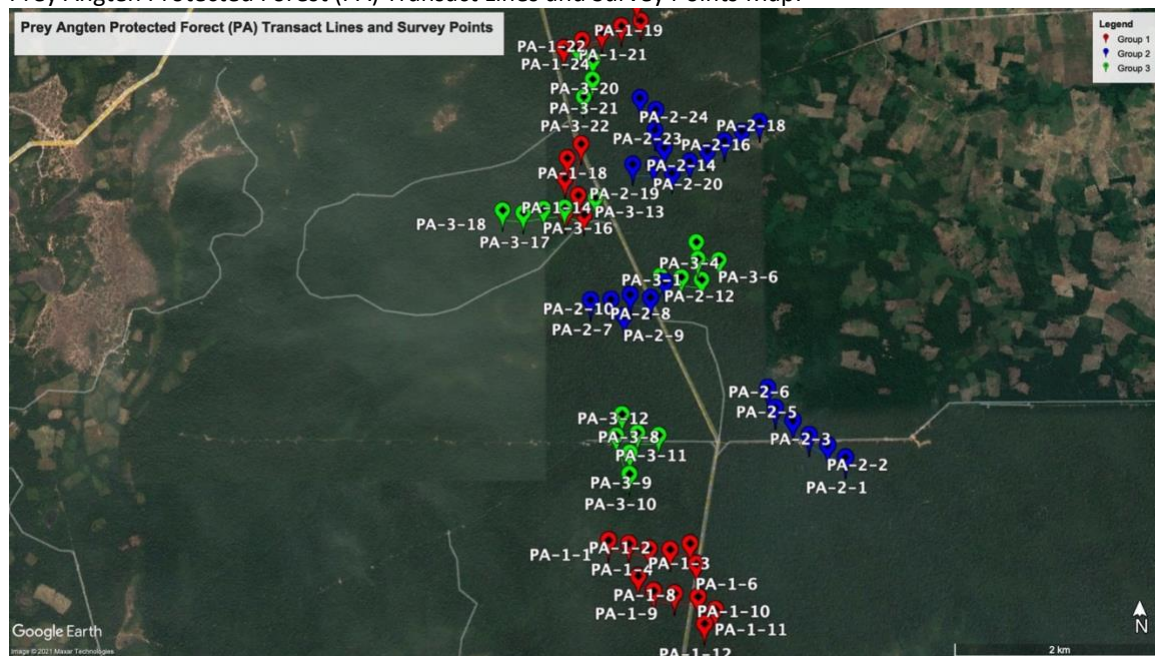 Prey Angten Protected Forect (PA) Transact Lines and Survey Points
Legend
Group 1
Group 2
Group 3
PA-1-19
PA-1-22
PA-1-21
PA-1-24
PA-3-20
PA-3-21
PA-3-22
PA-2-24
PA-2-18
PA-2-23
PA-2-16
PA-2-14
PA-2-20
PA-1-18
PA-2-19
PA-1-14
PA-3-13
PA-3-18
PA-3-16
PA-3-17
PA-3-4
PA-3-6
PA-3-1
PA-2-12
PA-2-10
PA-2-8
PA-2-7
PA-2-9
PA-2-6
PA-2-5
PA-3-12
PA-3-8
PA-2-3
PA-3-11
PA-2-2
PA-3-9
PA-2-1
PA-3-10
PA-1-1
PA-1-2
PA-1-3
PA-1-4
PA-1-6
PA-1-8
PA-1-9
PA-1-10
PA-1-11
PA-1-12
N
Google Earth
Image © 2021 Maxar Technologies
2 km